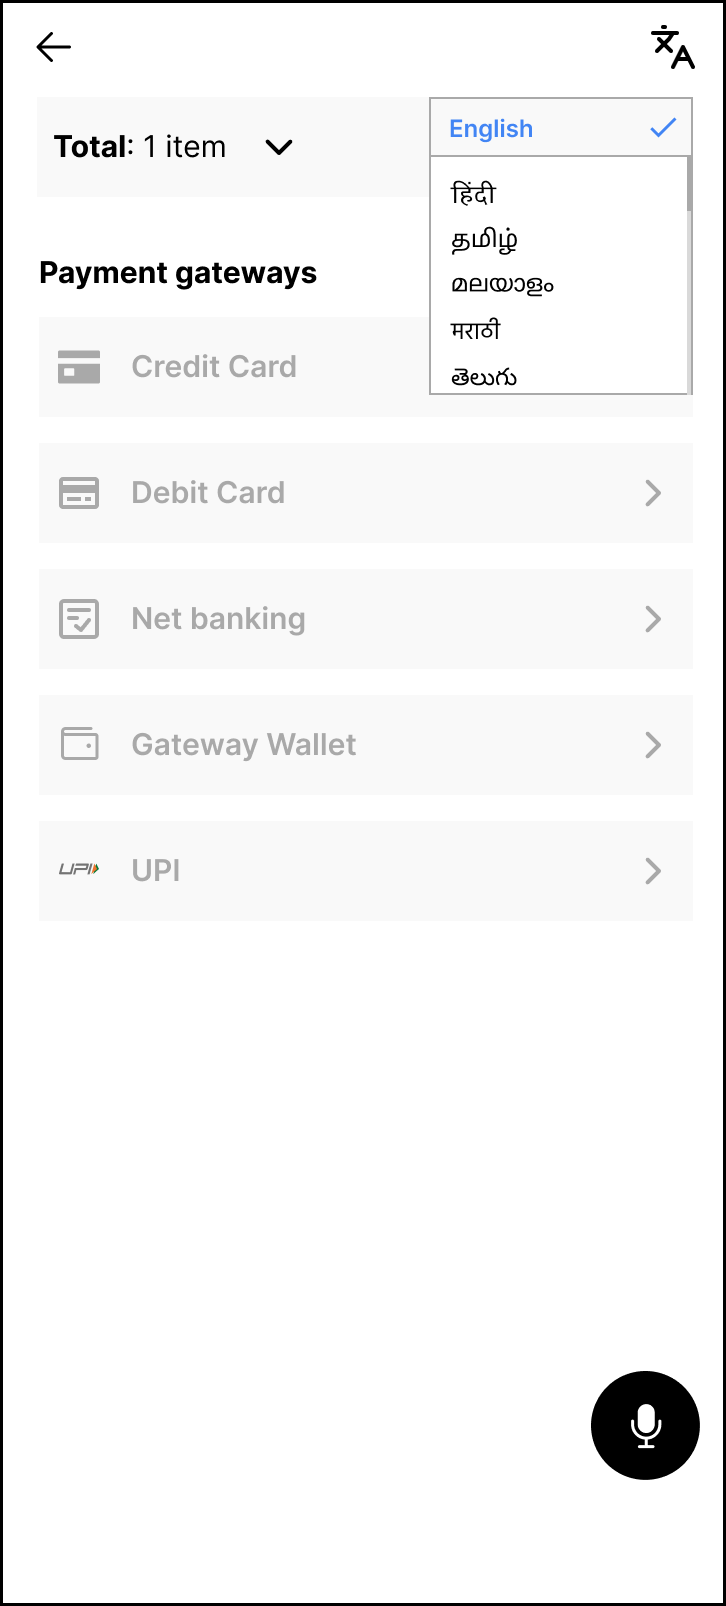 Total: 1 item
English
हिंदी
தமிழ்
മലയാളം
मराठी
తెలుగు
Payment gateways
Credit Card
Debit Card
Net banking
Gateway Wallet
UPI UPI